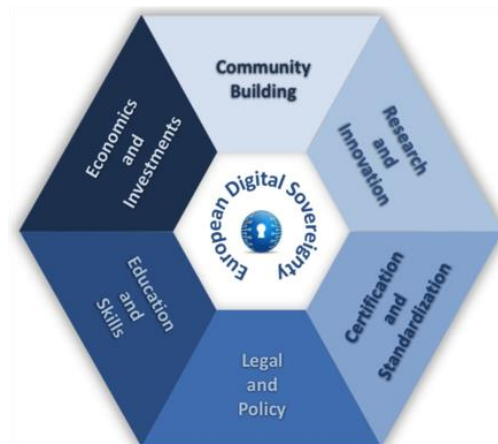 Community
Building
Research
and
Innovation
Certification
and
Standardization
Legal
and
Policy
Education
and
Skills
Economics
and
Investments
European Digital Sovereignty